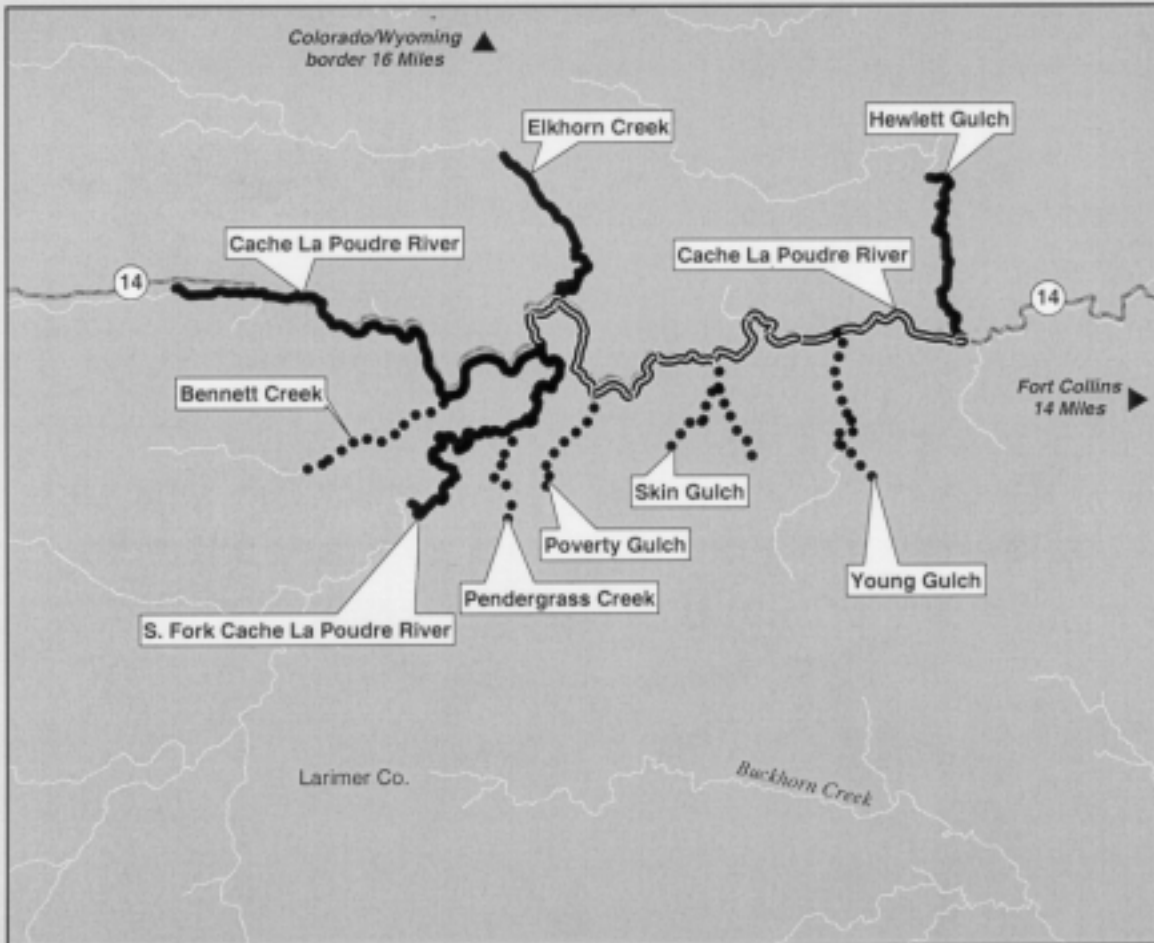 Colorado/Wyoming
border 16 Miles
Elkhorn Creek
Hewlett Gulch
Cache La Poudre River
Cache La Poudre River
14
14
Bennett Creek
Fort Collins
14 Miles
Skin Gulch
Poverty Gulch
Young Gulch
Pendergrass Creek
S. Fork Cache La Poudre River
Larimer Co.
Buckhorn Creek